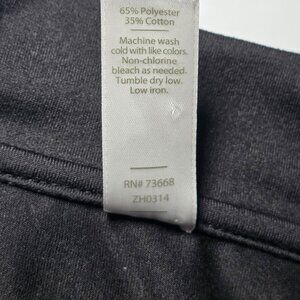 65% Polyester
35% Cotton
Machine wash
cold with like colors.
Non-chlorine
bleach as needed.
Tumble dry low.
Low iron.
RN# 73668
ZH0314